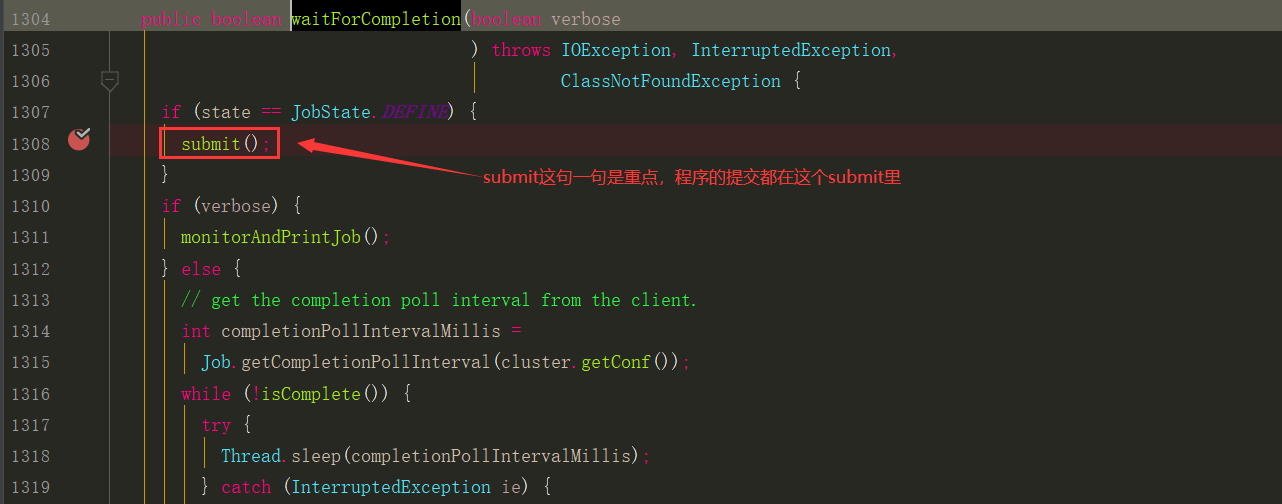 1304 public boolean waitForCompletion(boolean verbose
1305 ) throws IOException, InterruptedException,
1306 ClassNotFoundException {
1307 if (state == JobState.DEFINE) {
1308 submit();
submit这句一句是重点，程序的提交都在这个submit里
1309 }
1310 if (verbose) {
1311 monitorAndPrintJob();
1312 } else {
1313 // get the completion poll interval from the client.
1314 int completionPollIntervalMillis =
1315 Job.getCompletionPollInterval(cluster.getConf());
1316 while (!isComplete()) {
1317 try {
1318 Thread.sleep(completionPollIntervalMillis);
1319 } catch (InterruptedException ie) {